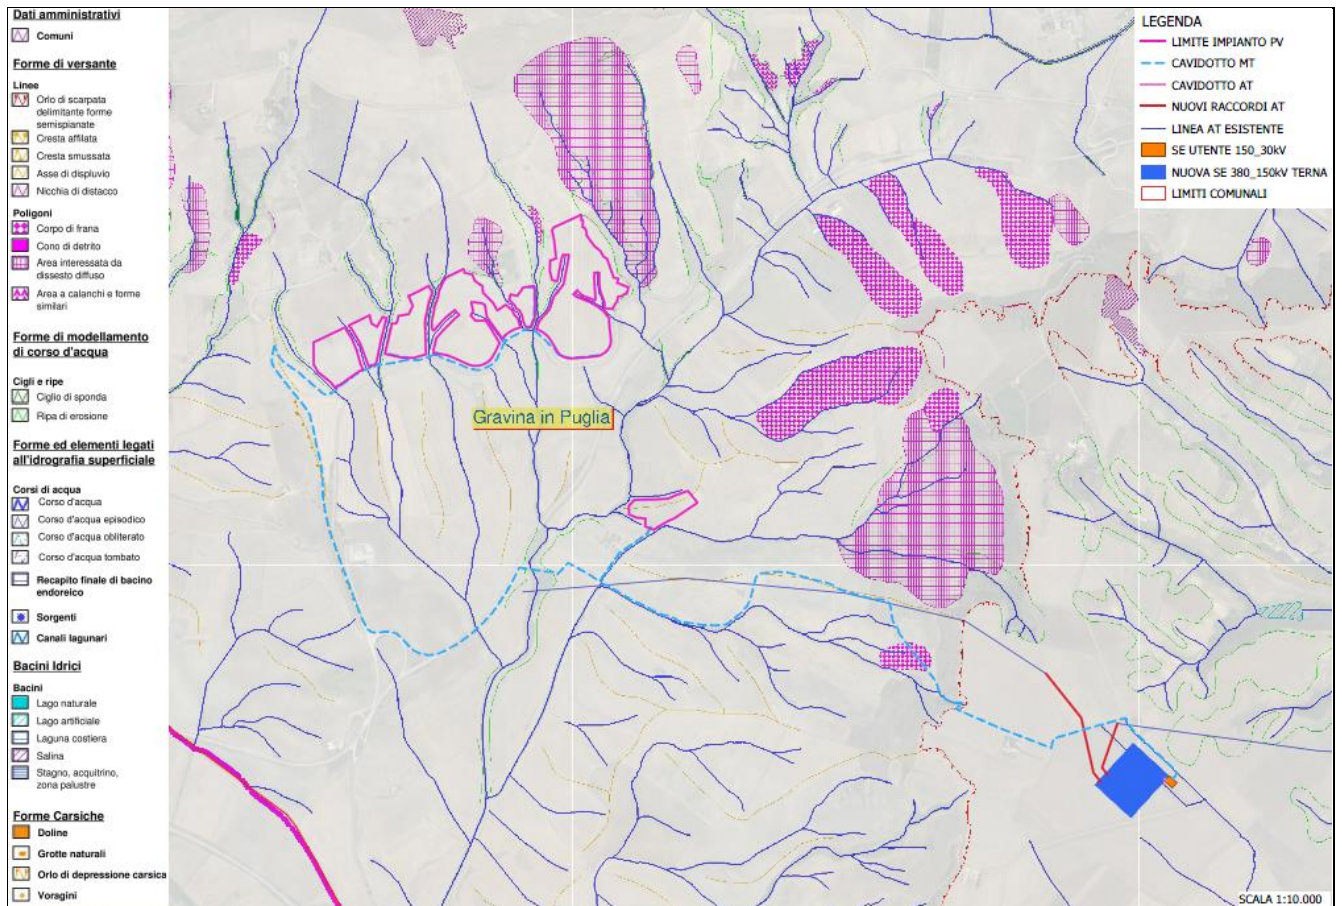 Dati amministrativi
Comuni
Forme di versante
Linee
Orlo di scarpata
delimitante forme
semispianate
Cresta affilata
Cresta smussata
Asse di displuvio
Nicchia di distacco
Poligoni
Corpo di frana
Cono di detrito
Area interessata da
dissesto diffuso
Area a calanchi e forme
similari
Forme di modellamento
di corso d'acqua
Cigli e ripe
Ciglio di sponda
Ripa di erosione
Forme ed elementi legati
all'idrografia superficiale
Corsi di acqua
Corso d'acqua
Corso d'acqua episodico
Corso d'acqua obliterato
Corso d'acqua tombato
Recapito finale di bacino
endoreico
Sorgenti
Canali lagunari
Bacini Idrici
Bacini
Lago naturale
Lago artificiale
Laguna costiera
Salina
Stagno, acquitrino,
zona palustre
Forme Carsiche
Doline
Grotte naturali
Orlo di depressione carsica
Voragini
Gravina in Puglia
LEGENDA
LIMITE IMPIANTO PV
CAVIDOTTO MT
CAVIDOTTO AT
NUOVI RACCORDI AT
LINEA AT ESISTENTE
SE UTENTE 150_30kV
NUOVA SE 380_150kV TERNA
LIMITI COMUNALI
SCALA 1:10.000